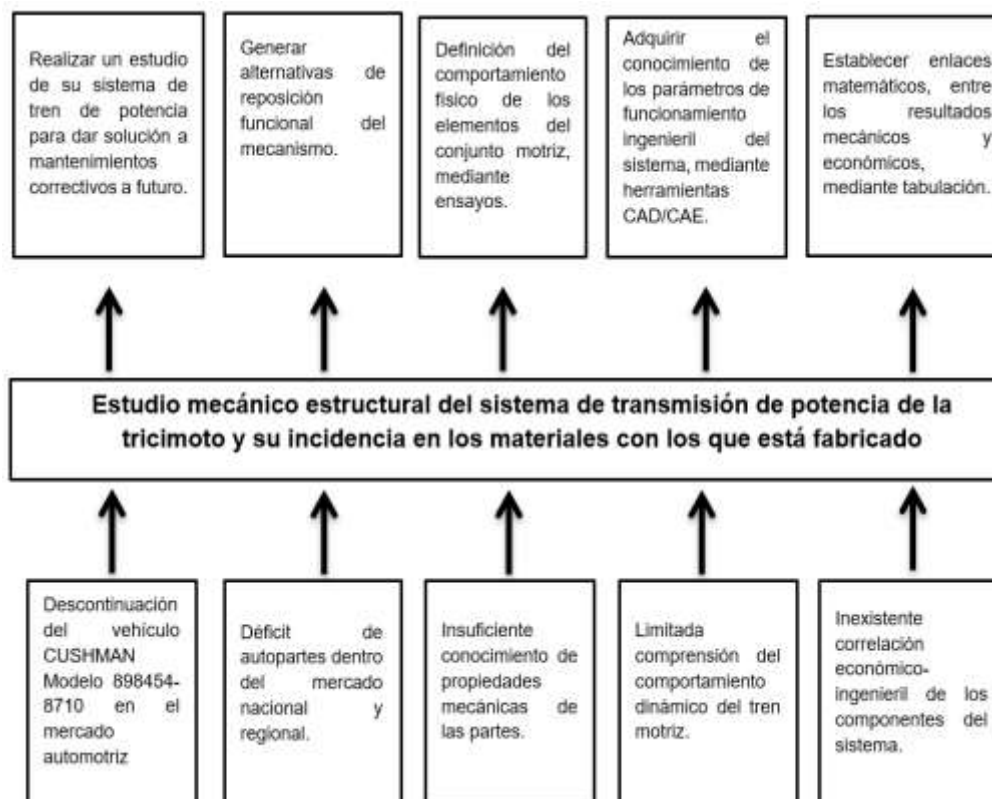 Realizar un estudio
de su sistema de
tren de potencia
para dar solución a
mantenimientos
correctivos a futuro.
Generar
alternativas de
reposición
funcional del
mecanismo.
Definición del
comportamiento
físico de los
elementos del
conjunto motriz,
mediante
ensayos.
Adquirir el
conocimiento de
los parámetros de
funcionamiento
ingenieril del
sistema, mediante
herramientas
CAD/CAE.
Establecer enlaces
matemáticos, entre
los resultados
mecánicos y
económicos,
mediante tabulación.
Estudio mecánico estructural del sistema de transmisión de potencia de la
tricimoto y su incidencia en los materiales con los que está fabricado
Descontinuación
del vehículo
CUSHMAN
Modelo 898454-
8710 en el
mercado
automotriz
Déficit de
autopartes dentro
del mercado
nacional y
regional.
Insuficiente
conocimiento de
propiedades
mecánicas de
las partes.
Limitada
comprensión del
comportamiento
dinámico del tren
motriz.
Inexistente
correlación
económico-
ingenieril de los
componentes del
sistema.